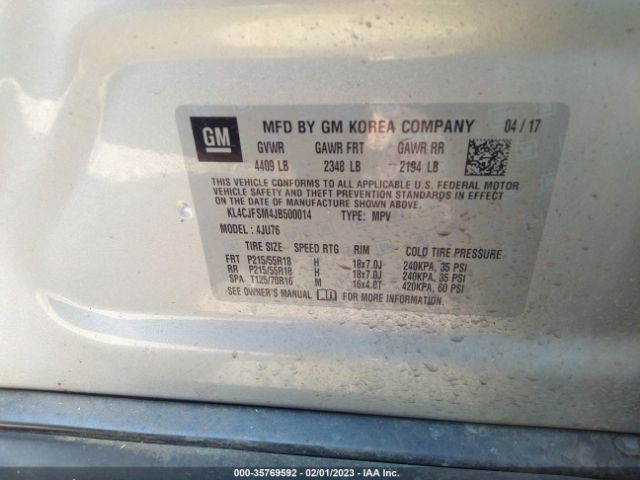 GM
MFD BY GM KOREA COMPANY 04/17
GVWR GAWR FRT GAWR RR
4409 LB 2348 LB 2194 LB
THIS VEHICLE CONFORMS TO ALL APPLICABLE U.S. FEDERAL MOTOR
VEHICLE SAFETY AND THEFT PREVENTION STANDARDS IN EFFECT
ON THE DATE OF MANUFACTURE SHOWN ABOVE.
KL4CJFSM4JB500014 TYPE: MPV
MODEL: 4JU76
TIRE SIZE SPEED RTG RIM COLD TIRE PRESSURE
FRT P215/55R18 H 18x7.0J 240KPA, 35 PSI
RR P215/55R18 H 18x7.0J 240KPA, 35 PSI
SPA T125/70R16 M 16x4.0T 420KPA, 60 PSI
SEE OWNER'S MANUAL FOR MORE INFORMATION.
000-35769592 - 02/01/2023 - IAA Inc.